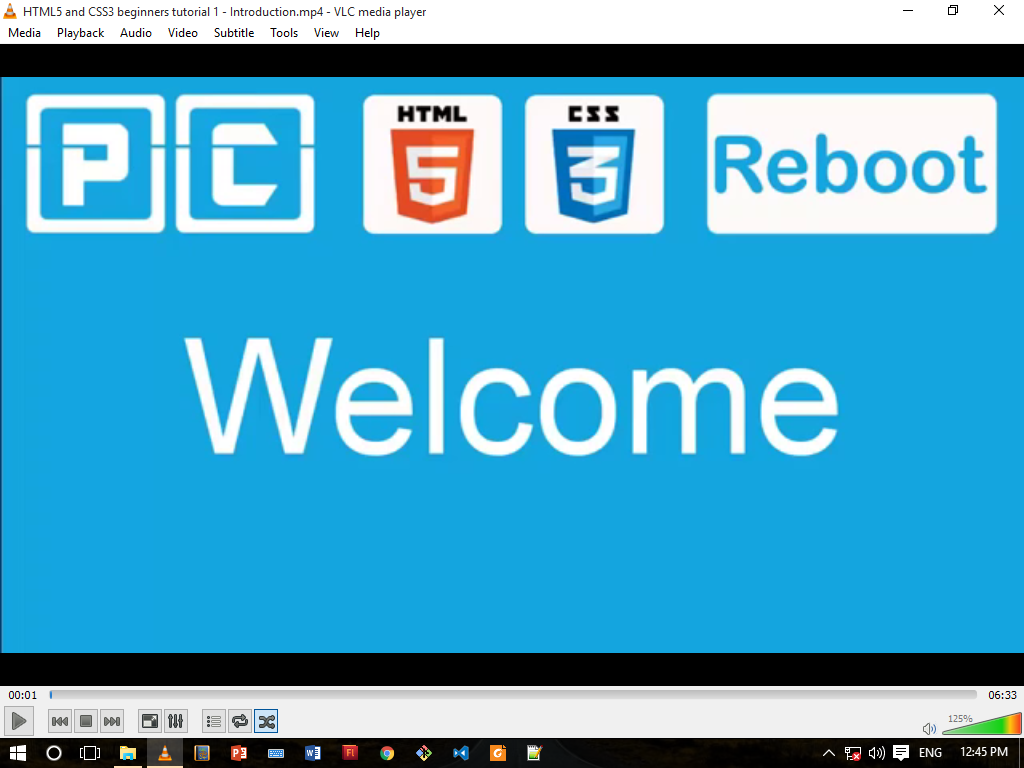 HTML5 and CSS3 beginners tutorial 1 - Introduction.mp4 - VLC media player
Media Playback Audio Video Subtitle Tools View Help
PC HTML 5 CSS 3 Reboot
Welcome
00:01 06:33
125%
ENG 12:45 PM